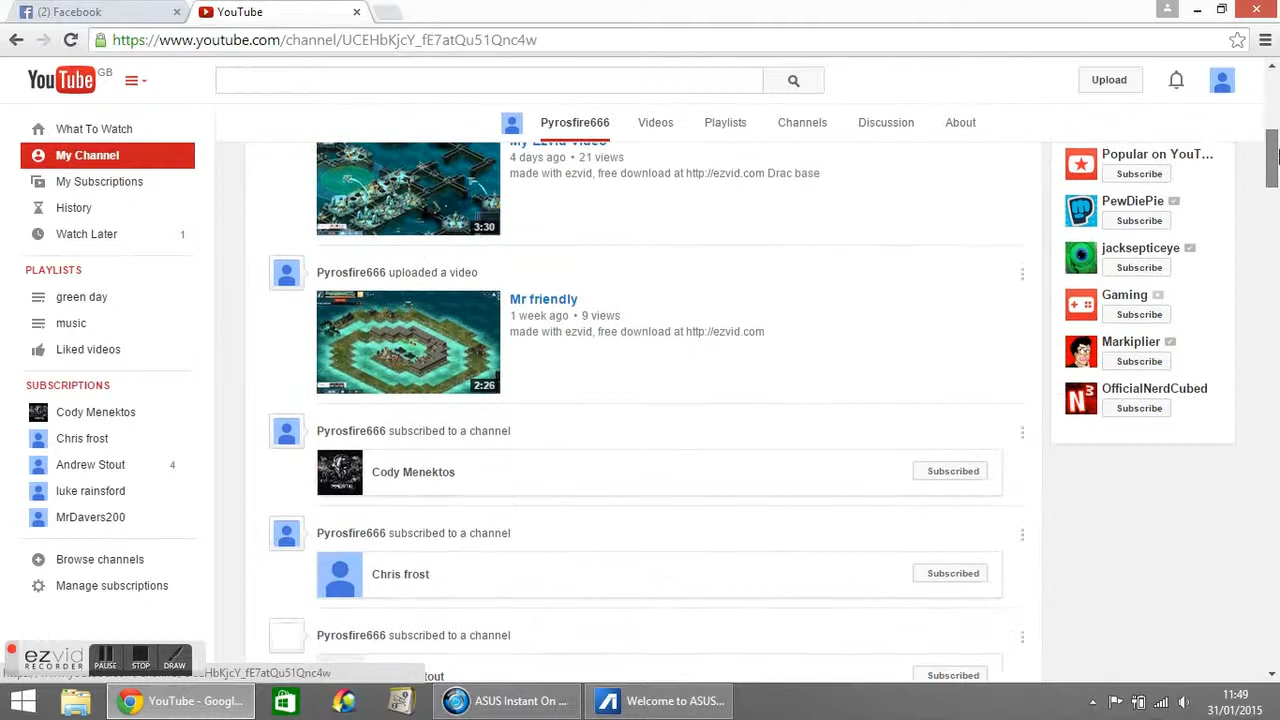 (2) Facebook
YouTube
https://www.youtube.com/channel/UCEHbKjcY_fE7atQu51Qnc4w
YouTube GB
Upload
Pyrosfire666 Videos Playlists Channels Discussion About
What To Watch
My Channel
My Subscriptions
History
Watch Later 1
PLAYLISTS
green day
music
Liked videos
SUBSCRIPTIONS
Cody Menektos
Chris frost
Andrew Stout 4
luke rainsford
MrDavers200
Browse channels
Manage subscriptions
My Ezvid Video
4 days ago • 21 views
made with ezvid, free download at http://ezvid.com Drac base
3:30
Pyrosfire666 uploaded a video
Mr friendly
1 week ago • 9 views
made with ezvid, free download at http://ezvid.com
2:26
Pyrosfire666 subscribed to a channel
Cody Menektos
Subscribed
Pyrosfire666 subscribed to a channel
Chris frost
Subscribed
Pyrosfire666 subscribed to a channel
Subscribed
Popular on YouT...
Subscribe
PewDiePie
Subscribe
jacksepticeye
Subscribe
Gaming
Subscribe
Markiplier
Subscribe
OfficialNerdCubed
Subscribe
ezvid
RECORDER
PAUSE
STOP
DRAW
YouTube - Googl...
ASUS Instant On ...
Welcome to ASUS...
11:49
31/01/2015